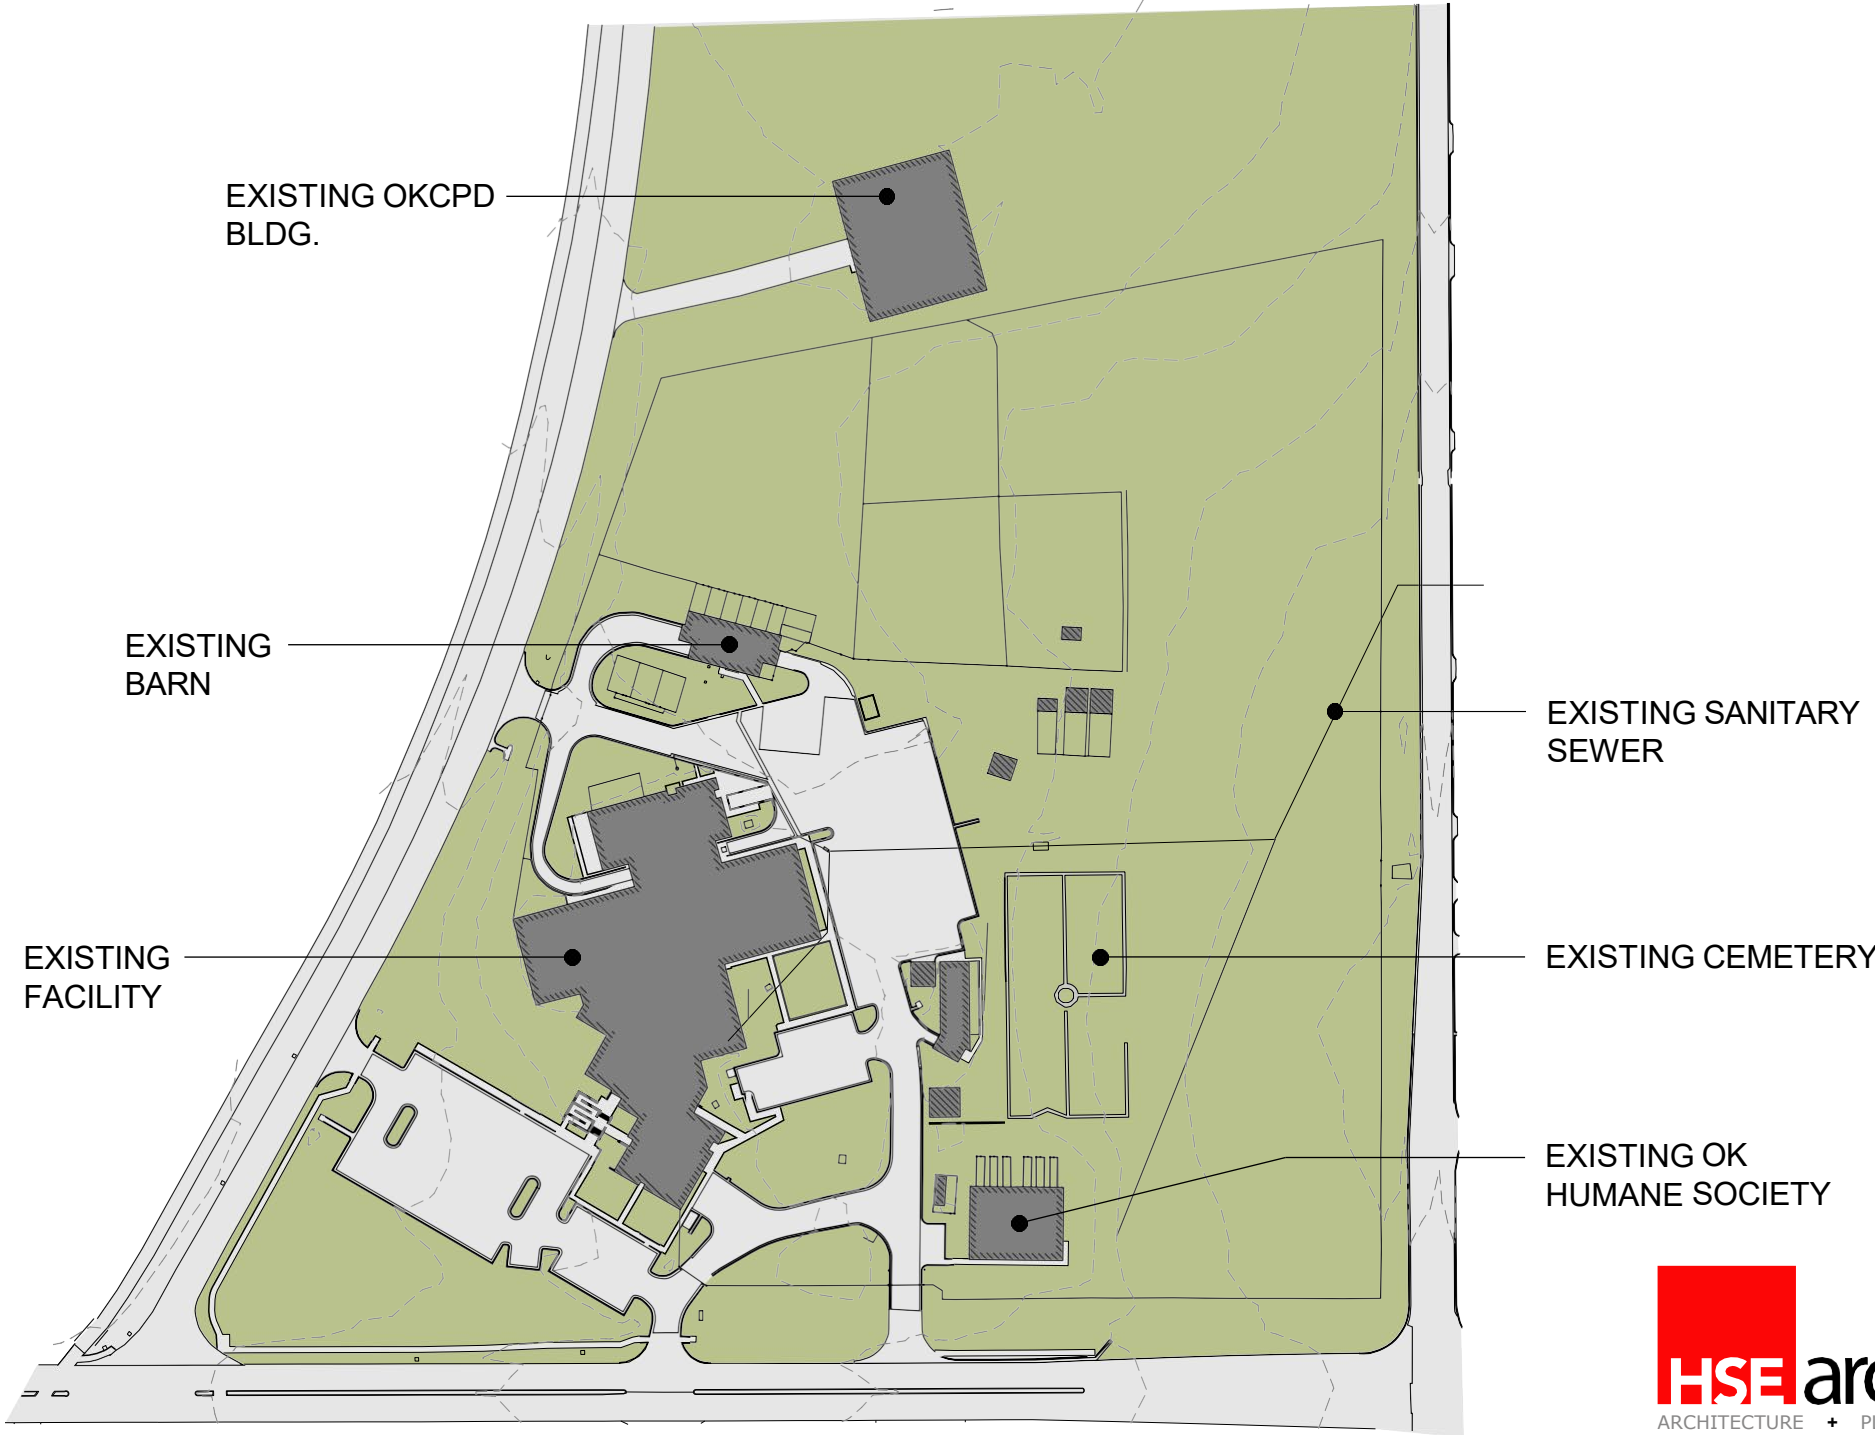 EXISTING OKCPD
BLDG.
EXISTING
BARN
EXISTING SANITARY
SEWER
EXISTING
FACILITY
EXISTING CEMETERY
EXISTING OK
HUMANE SOCIETY
HSE
ARCHITECTURE +